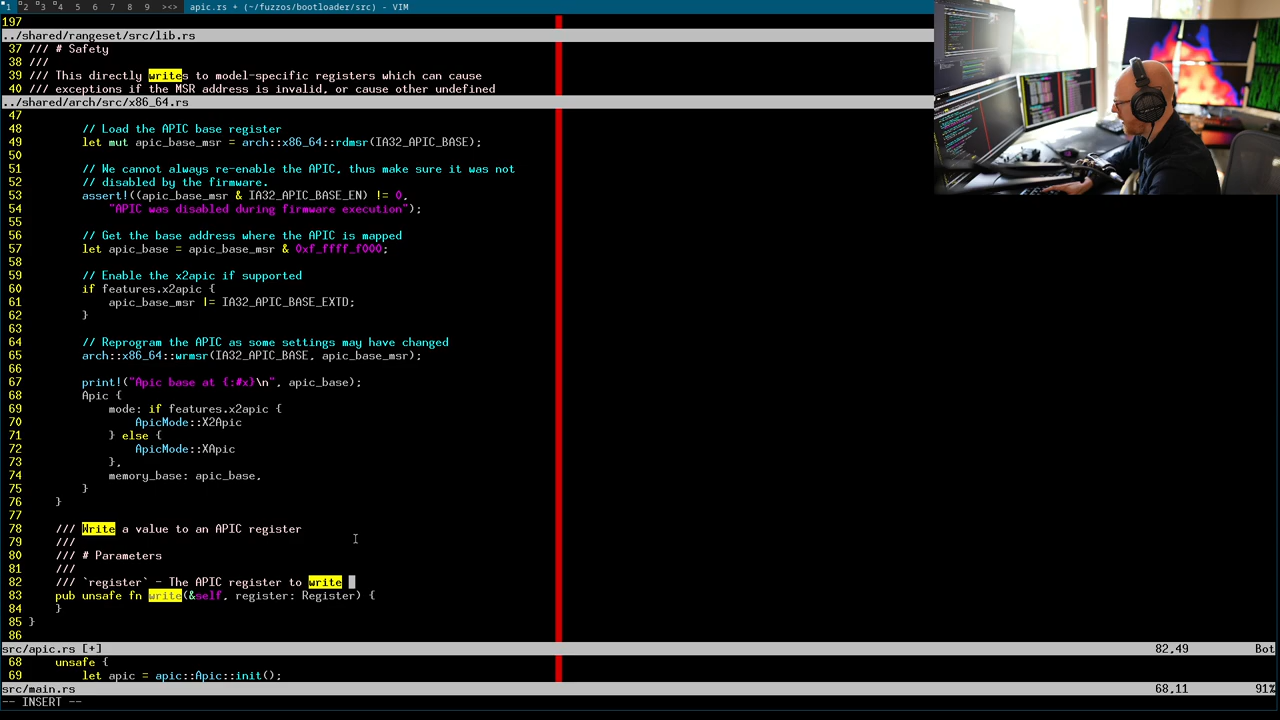 1 2 3 4 5 6 7 8 9 ><> apic.rs + (~/fuzzos/bootloader/src) - VIM
197
../shared/rangeset/src/lib.rs
37 /// # Safety
38 ///
39 /// This directly writes to model-specific registers which can cause
40 /// exceptions if the MSR address is invalid, or cause other undefined
../shared/arch/src/x86_64.rs
47
48 // Load the APIC base register
49 let mut apic_base_msr = arch::x86_64::rdmsr(IA32_APIC_BASE);
50
51 // We cannot always re-enable the APIC, thus make sure it was not
52 // disabled by the firmware.
53 assert!((apic_base_msr & IA32_APIC_BASE_EN) != 0,
54 "APIC was disabled during firmware execution");
55
56 // Get the base address where the APIC is mapped
57 let apic_base = apic_base_msr & 0xf_ffff_f000;
58
59 // Enable the x2apic if supported
60 if features.x2apic {
61 apic_base_msr |= IA32_APIC_BASE_EXTD;
62 }
63
64 // Reprogram the APIC as some settings may have changed
65 arch::x86_64::wrmsr(IA32_APIC_BASE, apic_base_msr);
66
67 print!("Apic base at {:#x}\n", apic_base);
68 Apic {
69 mode: if features.x2apic {
70 ApicMode::X2Apic
71 } else {
72 ApicMode::XApic
73 },
74 memory_base: apic_base,
75 }
76 }
77
78 /// Write a value to an APIC register
79 ///
80 /// # Parameters
81 ///
82 /// `register` - The APIC register to write
83 pub unsafe fn write(&self, register: Register) {
84 }
85 }
86
src/apic.rs [+] 82,49 Bot
68 unsafe {
69 let apic = apic::Apic::init();
src/main.rs 68,11 91%
-- INSERT --